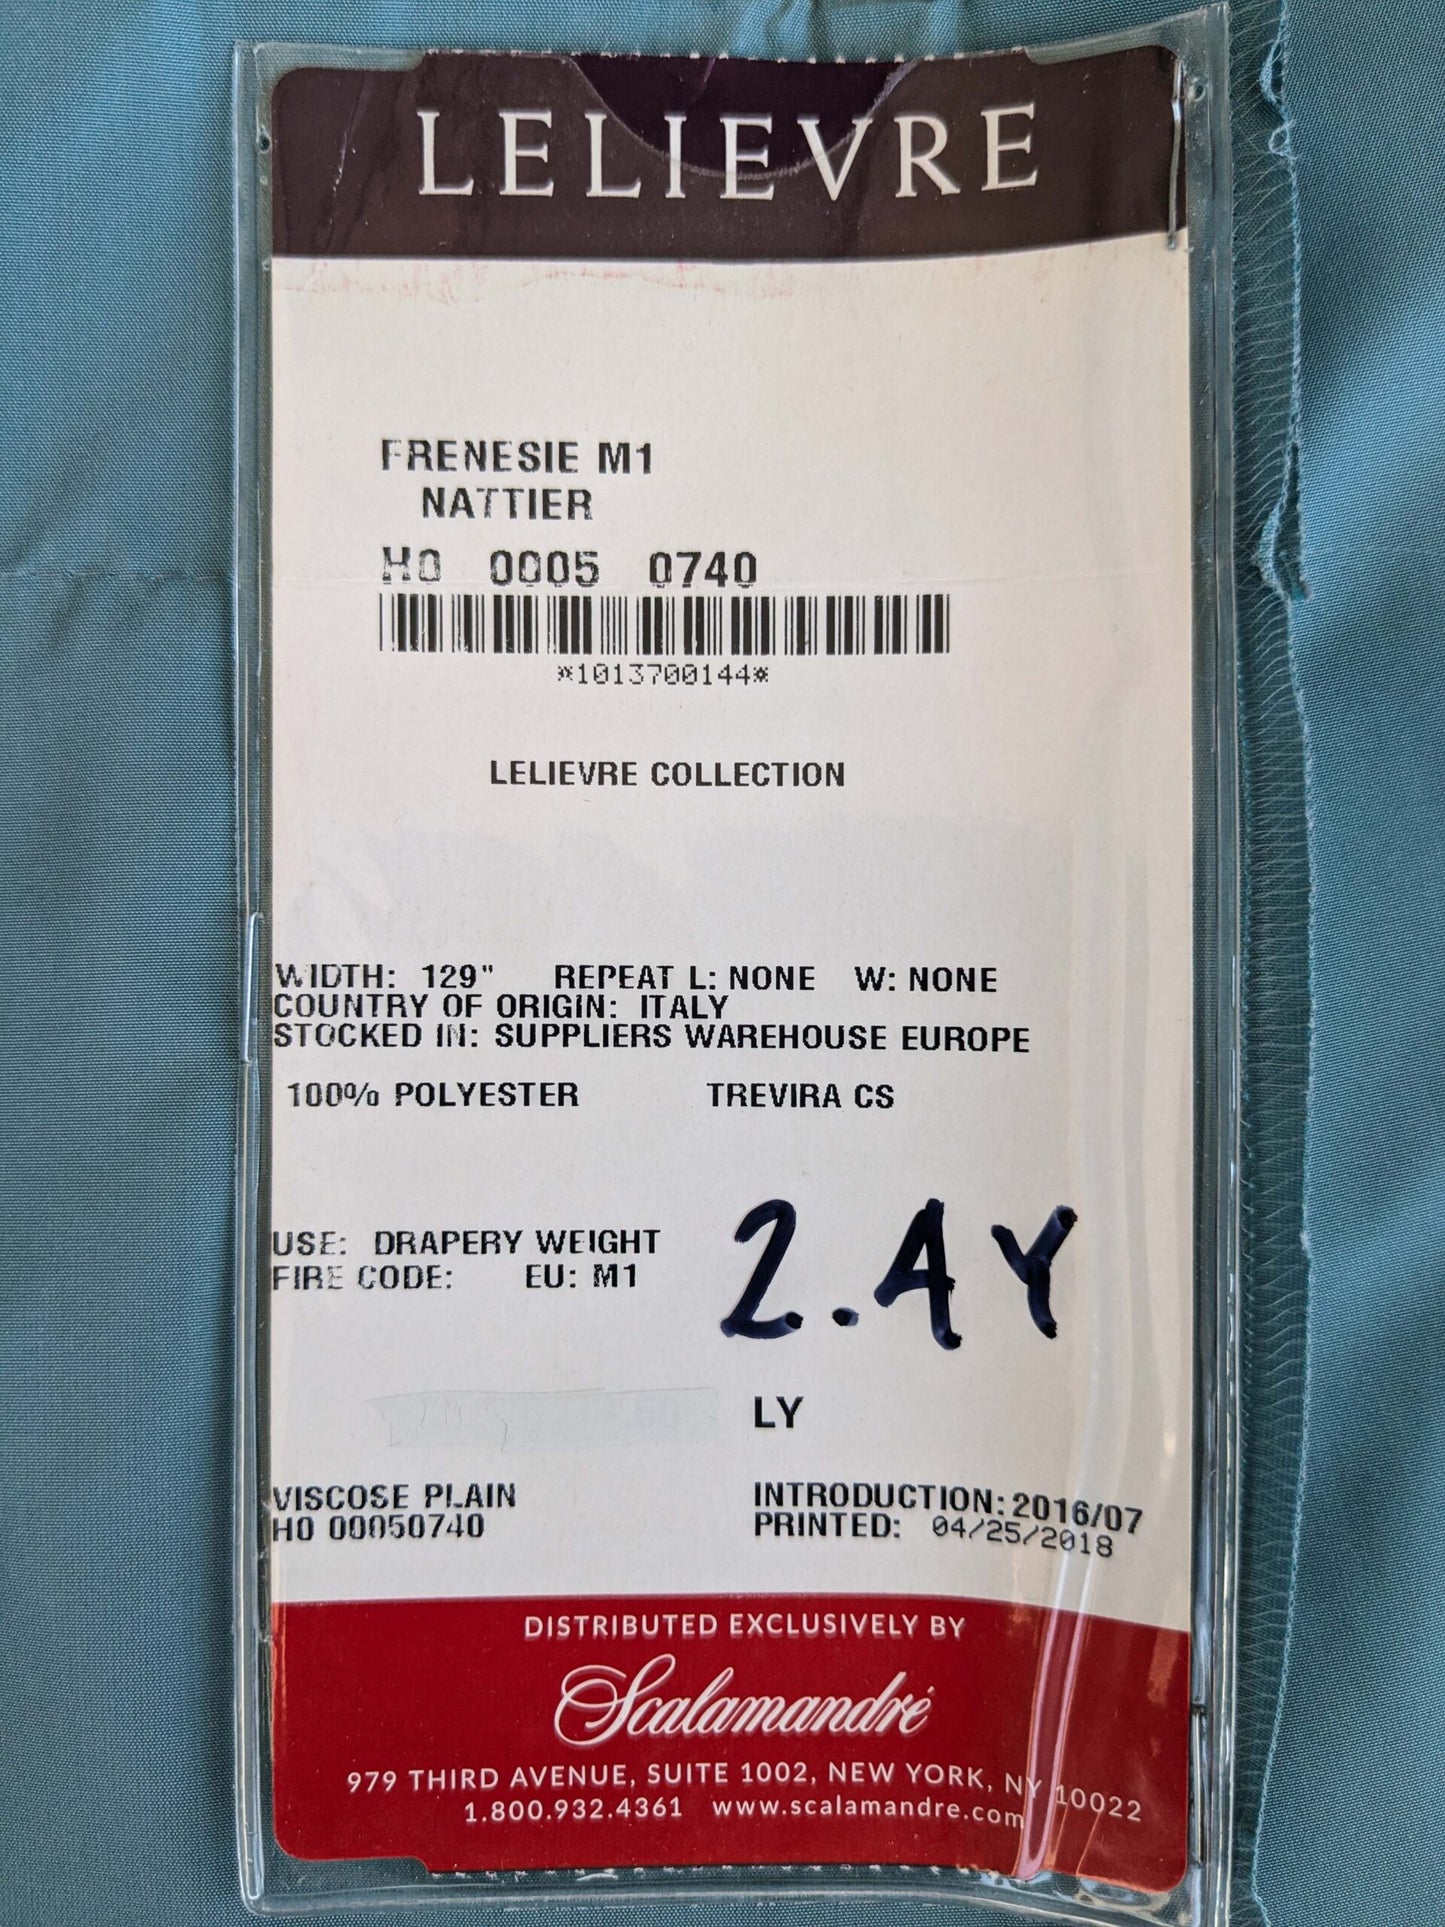 LELIEVRE
FRENESIE M1
NATTIER
H0 0005 0740
*1013700144*
LELIEVRE COLLECTION
WIDTH: 129" REPEAT L: NONE W: NONE
COUNTRY OF ORIGIN: ITALY
STOCKED IN: SUPPLIERS WAREHOUSE EUROPE
100% POLYESTER TREVIRA CS
USE: DRAPERY WEIGHT
FIRE CODE: EU: M1
2.4Y
LY
VISCOSE PLAIN
H0 00050740
INTRODUCTION: 2016/07
PRINTED: 04/25/2018
DISTRIBUTED EXCLUSIVELY BY
Scalamandré
979 THIRD AVENUE, SUITE 1002, NEW YORK, NY 10022
1.800.932.4361 www.scalamandre.com